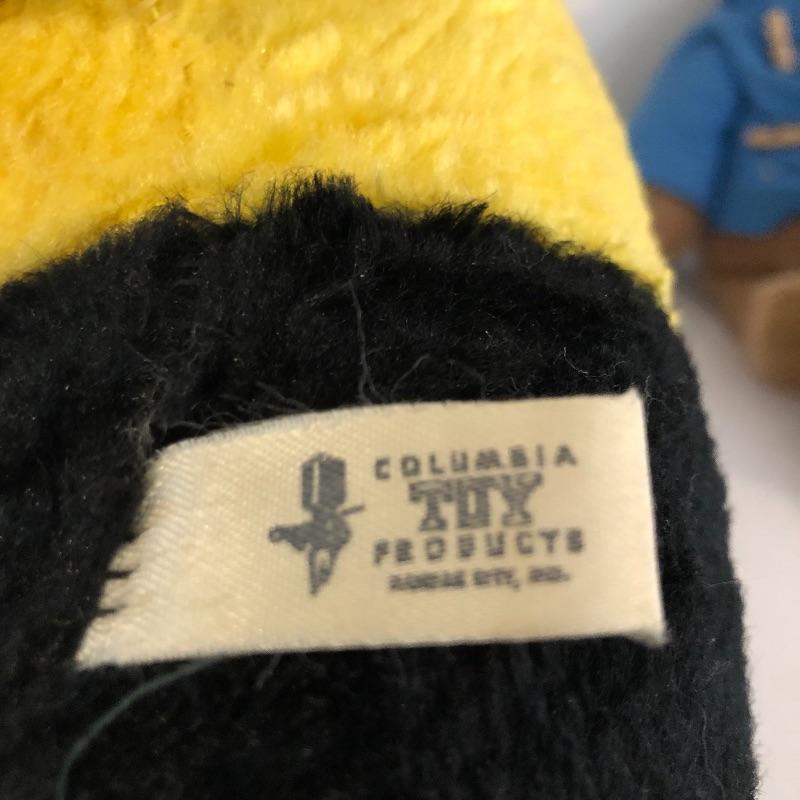 COLUMBIA
TOY
PRODUCTS
KANSAS CITY, MO.